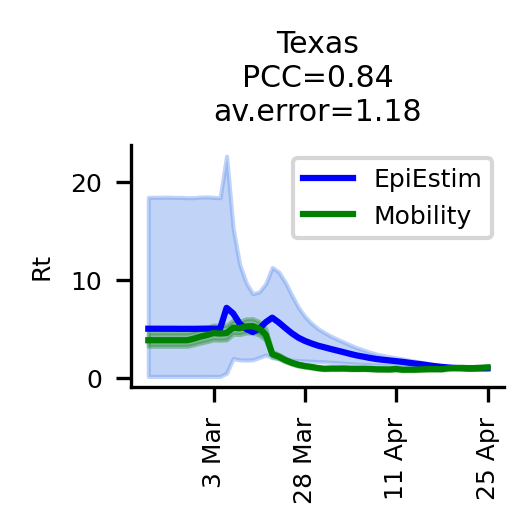 Texas
PCC=0.84
av.error=1.18
EpiEstim
Mobility
Rt
20
10
0
3 Mar
28 Mar
11 Apr
25 Apr